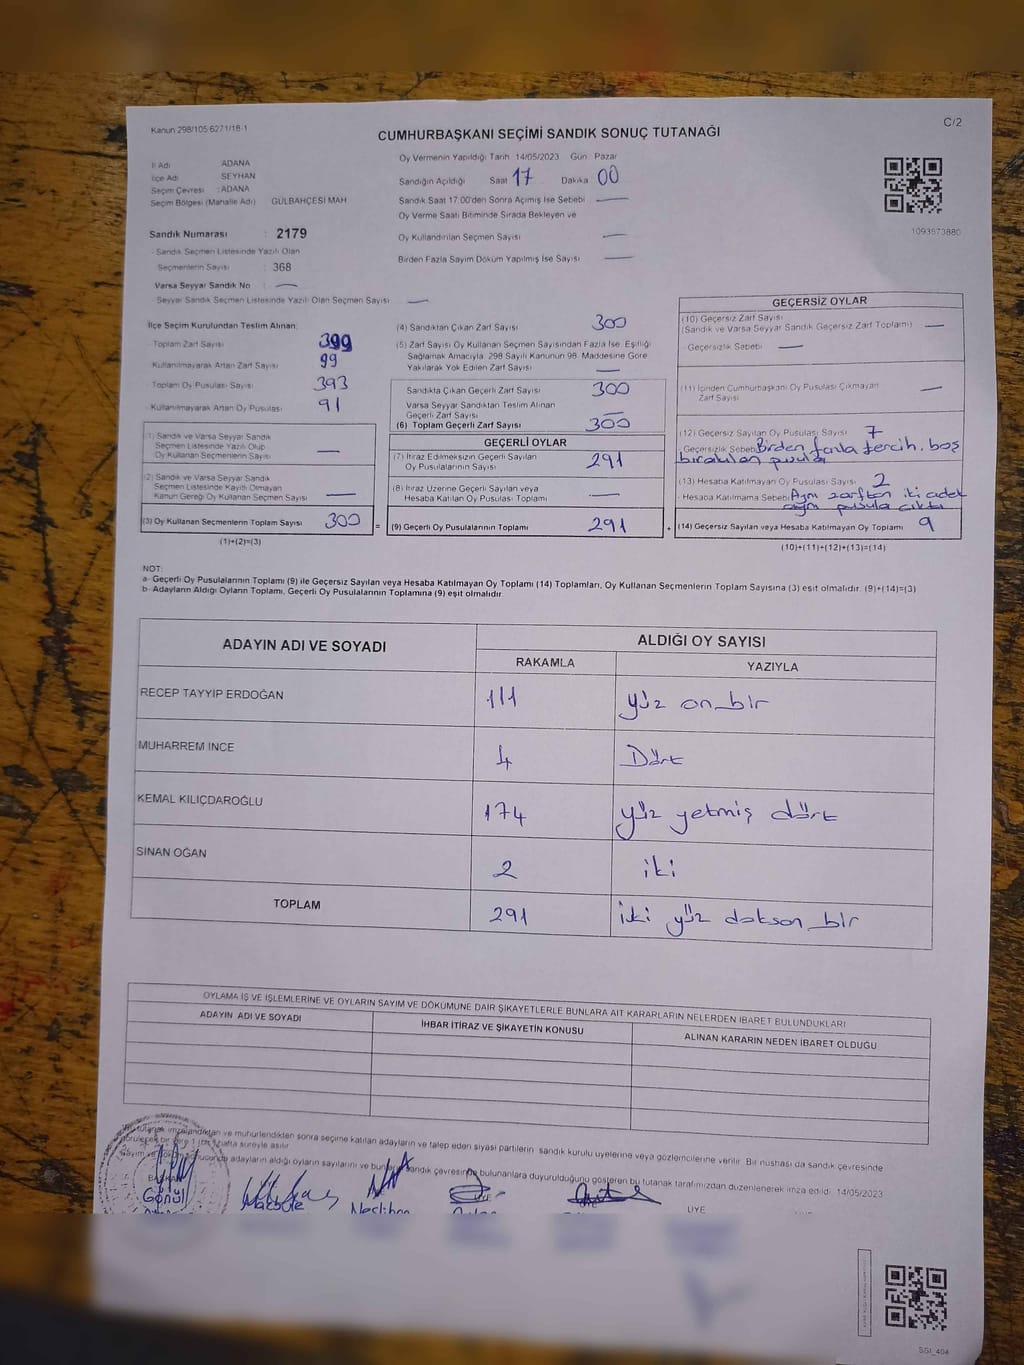 Kanun 298/105 6271/18-1
C/2
CUMHURBAŞKANI SEÇİMİ SANDIK SONUÇ TUTANAĞI
İl Adı ADANA
İlçe Adı SEYHAN
Seçim Çevresi : ADANA
Seçim Bölgesi (Mahalle Adı) GÜLBAHÇESİ MAH
Sandık Numarası : 2179
- Sandık Seçmen Listesinde Yazılı Olan
Seçmenlerin Sayısı : 368
Varsa Seyyar Sandık No : —
Seyyar Sandık Seçmen Listesinde Yazılı Olan Seçmen Sayısı —
Oy Vermenin Yapıldığı Tarih 14/05/2023 Gün Pazar
Sandığın Açıldığı Saat 17 Dakika 00
Sandık Saat 17:00'den Sonra Açılmış İse Sebebi —
Oy Verme Saati Bitiminde Sırada Bekleyen ve
Oy Kullandırılan Seçmen Sayısı —
Birden Fazla Sayım Döküm Yapılmış İse Sayısı —
1093873880
İlçe Seçim Kurulundan Teslim Alınan:
- Toplam Zarf Sayısı 399
Kullanılmayarak Artan Zarf Sayısı 99
- Toplam Oy Pusulası Sayısı 393
- Kullanılmayarak Artan Oy Pusulası 91
(1) Sandık ve Varsa Seyyar Sandık
Seçmen Listesinde Yazılı Olup
Oy Kullanan Seçmenlerin Sayısı —
(2) Sandık ve Varsa Seyyar
Seçmen Listesinde Kayıtlı Olmayan
Kanun Gereği Oy Kullanan Seçmen Sayısı —
(3) Oy Kullanan Seçmenlerin Toplam Sayısı 300 =
(1)+(2)=(3)
(4) Sandıktan Çıkan Zarf Sayısı 300
(5) Zarf Sayısı Oy Kullanan Seçmen Sayısından Fazla İse, Eşitliği
Sağlamak Amacıyla, 298 Sayılı Kanunun 98. Maddesine Göre
Yakılarak Yok Edilen Zarf Sayısı —
Sandıkta Çıkan Geçerli Zarf Sayısı 300
Varsa Seyyar Sandıktan Teslim Alınan
Geçerli Zarf Sayısı —
(6) Toplam Geçerli Zarf Sayısı 300
GEÇERLİ OYLAR
(7) İtiraz Edilmeksizin Geçerli Sayılan
Oy Pusulalarının Sayısı 291
(8) İtiraz Üzerine Geçerli Sayılan veya
Hesaba Katılan Oy Pusulası Toplamı —
(9) Geçerli Oy Pusulalarının Toplamı 291 +
GEÇERSİZ OYLAR
(10) Geçersiz Zarf Sayısı
(Sandık ve Varsa Seyyar Sandık Geçersiz Zarf Toplamı) —
- Geçersizlik Sebebi —
(11) İçinden Cumhurbaşkanı Oy Pusulası Çıkmayan
Zarf Sayısı —
(12) Geçersiz Sayılan Oy Pusulası Sayısı 7
- Geçersizlik Sebebi Birden fazla tercih, boş
bırakılan pusula
(13) Hesaba Katılmayan Oy Pusulası Sayısı 2
- Hesaba Katılmama Sebebi Aynı zarftan iki adet
aynı pusula çıktı
(14) Geçersiz Sayılan veya Hesaba Katılmayan Oy Toplamı 9
(10)+(11)+(12)+(13)=(14)
NOT:
a- Geçerli Oy Pusulalarının Toplamı (9) ile Geçersiz Sayılan veya Hesaba Katılmayan Oy Toplamı (14) Toplamları, Oy Kullanan Seçmenlerin Toplam Sayısına (3) eşit olmalıdır. (9)+(14)=(3)
b- Adayların Aldığı Oyların Toplamı, Geçerli Oy Pusulalarının Toplamına (9) eşit olmalıdır.
ADAYIN ADI VE SOYADI ALDIĞI OY SAYISI
RAKAMLA YAZIYLA
RECEP TAYYİP ERDOĞAN 111 yüz on bir
MUHARREM İNCE 4 Dört
KEMAL KILIÇDAROĞLU 174 yüz yetmiş dört
SİNAN OĞAN 2 iki
TOPLAM 291 iki yüz doksan bir
OYLAMA İŞ VE İŞLEMLERİNE VE OYLARIN SAYIM VE DÖKÜMÜNE DAİR ŞİKAYETLERLE BUNLARA AİT KARARLARIN NELERDEN İBARET BULUNDUKLARI
ADAYIN ADI VE SOYADI İHBAR İTİRAZ VE ŞİKAYETİN KONUSU ALINAN KARARIN NEDEN İBARET OLDUĞU
imzalandıktan ve mühürlendikten sonra seçime katılan adayların ve talep eden siyasi partilerin sandık kurulu üyelerine veya gözlemcilerine verilir. Bir nüshası da sandık çevresinde
bir yere 1 hafta süreyle asılır.
adayların aldığı oyların sayılarını ve sandık çevresinde bulunanlara duyurulduğunu gösteren bu tutanak tarafımızdan düzenlenerek imza edildi. 14/05/2023
Gönül Neslihan
ÜYE
SGI_404